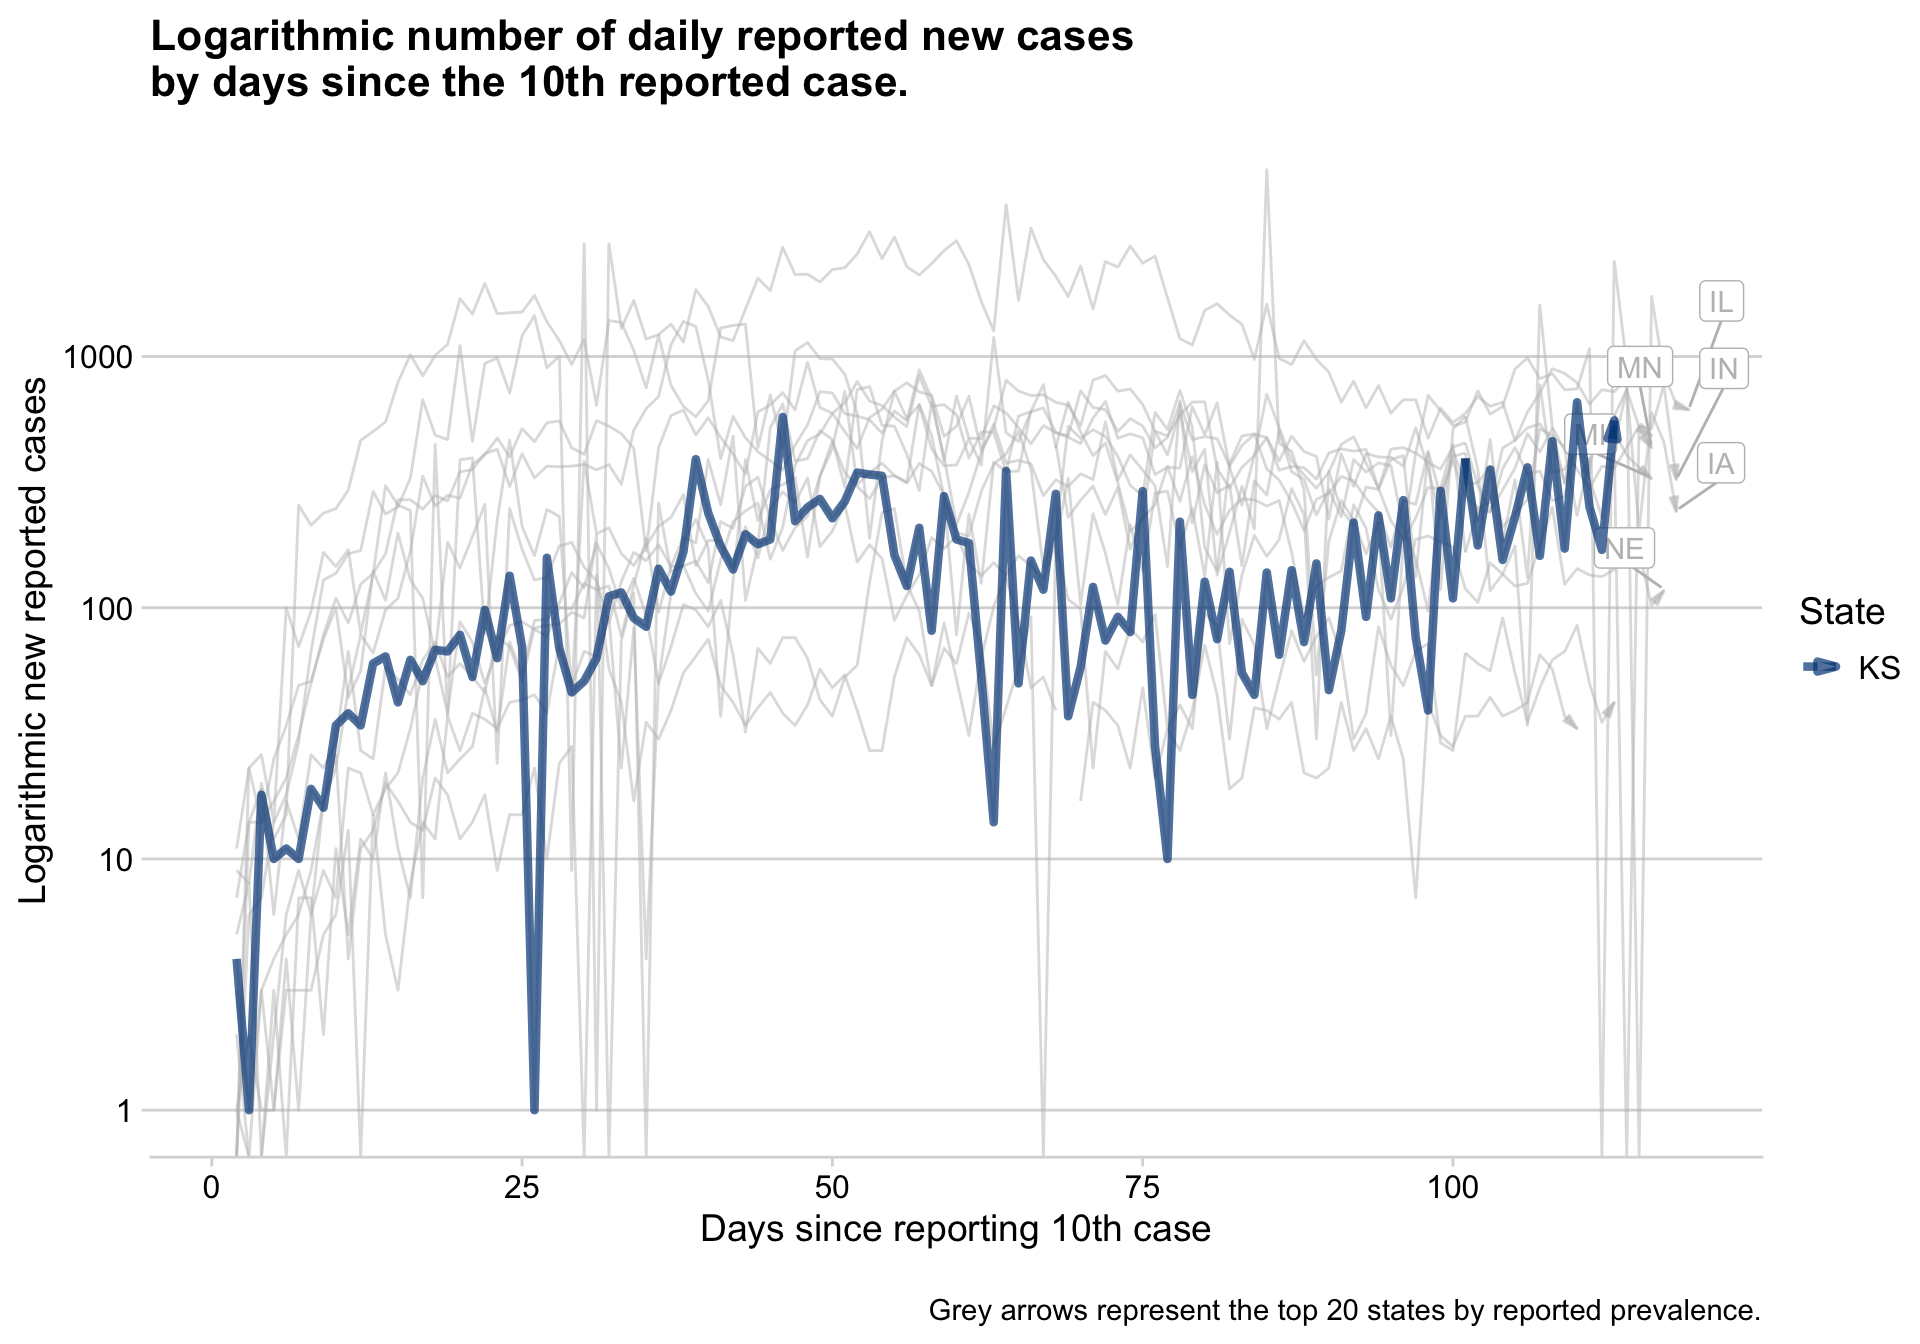 Logarithmic number of daily reported new cases
by days since the 10th reported case.
Logarithmic new reported cases
1000
100
10
1
IL
MN
IN
IA
NE
State
KS
0
25
50
75
100
Days since reporting 10th case
Grey arrows represent the top 20 states by reported prevalence.